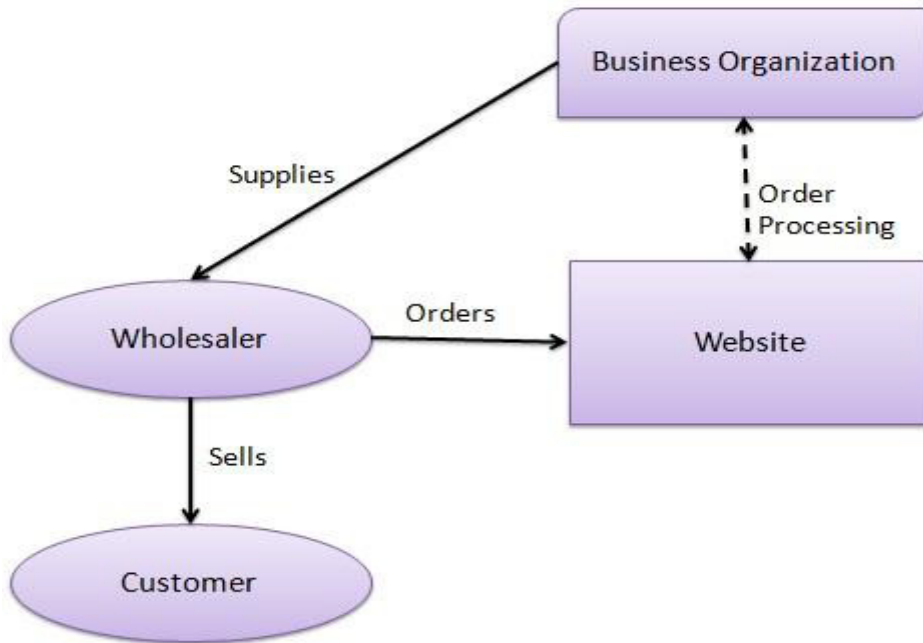 Business Organization
Supplies
Order
Processing
Orders
Wholesaler
Website
Sells
Customer